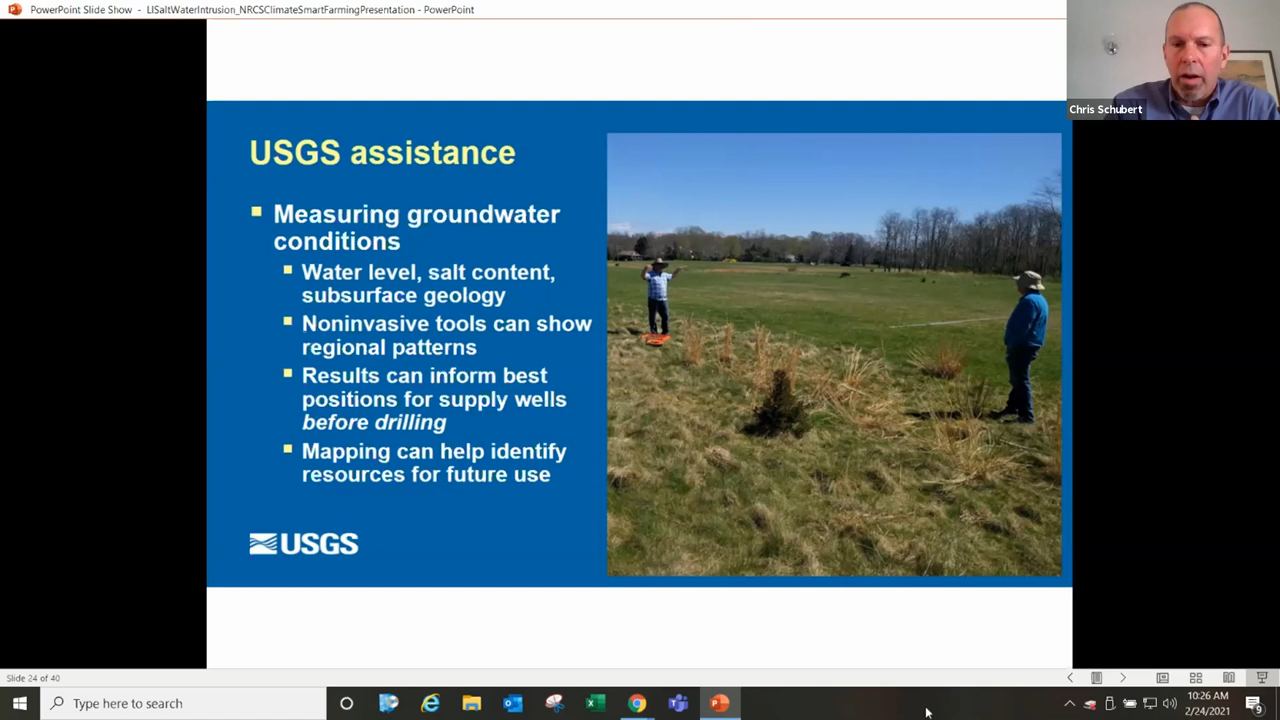 PowerPoint Slide Show - LISaltWaterIntrusion_NRCSClimateSmartFarmingPresentation - PowerPoint
Chris Schubert
USGS assistance
Measuring groundwater
conditions
Water level, salt content,
subsurface geology
Noninvasive tools can show
regional patterns
Results can inform best
positions for supply wells
before drilling
Mapping can help identify
resources for future use
USGS
Slide 24 of 40
Type here to search
10:26 AM
2/24/2021
9